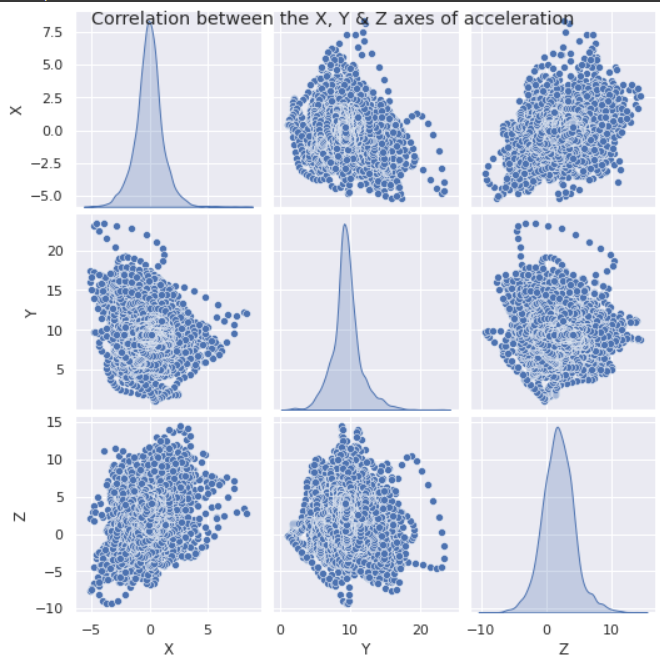 Correlation between the X, Y & Z axes of acceleration
7.5
5.0
2.5
0.0
−2.5
−5.0
X
20
15
10
5
Y
15
10
5
0
−5
−10
Z
−5 0 5
0 10 20
−10 0 10
X
Y
Z